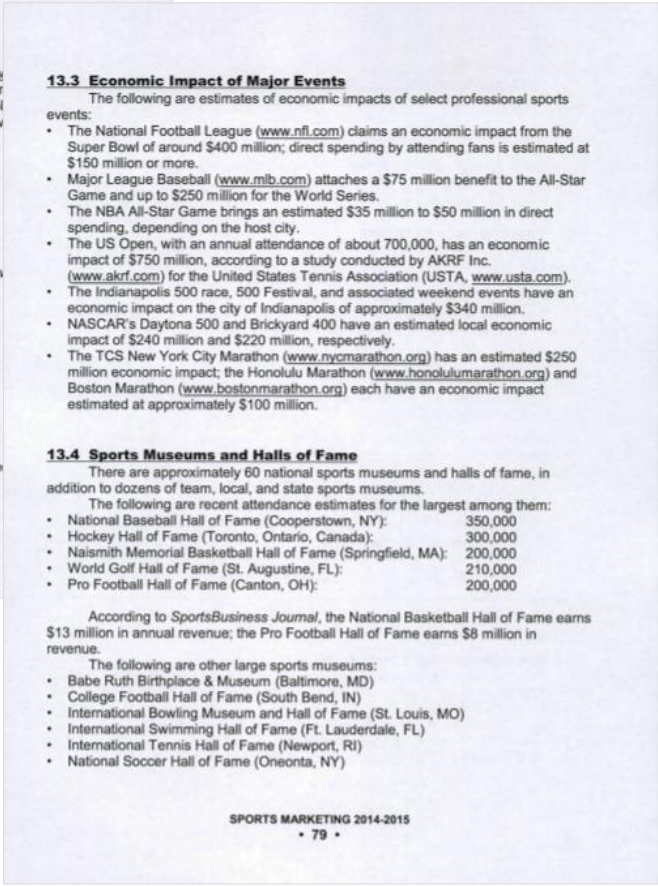 13.3 Economic Impact of Major Events
The following are estimates of economic impacts of select professional sports
events:
• The National Football League (www.nfl.com) claims an economic impact from the
Super Bowl of around $400 million; direct spending by attending fans is estimated at
$150 million or more.
• Major League Baseball (www.mlb.com) attaches a $75 million benefit to the All-Star
Game and up to $250 million for the World Series.
• The NBA All-Star Game brings an estimated $35 million to $50 million in direct
spending, depending on the host city.
• The US Open, with an annual attendance of about 700,000, has an economic
impact of $750 million, according to a study conducted by AKRF Inc.
(www.akrf.com) for the United States Tennis Association (USTA, www.usta.com).
• The Indianapolis 500 race, 500 Festival, and associated weekend events have an
economic impact on the city of Indianapolis of approximately $340 million.
• NASCAR's Daytona 500 and Brickyard 400 have an estimated local economic
impact of $240 million and $220 million, respectively.
• The TCS New York City Marathon (www.nycmarathon.org) has an estimated $250
million economic impact; the Honolulu Marathon (www.honolulumarathon.org) and
Boston Marathon (www.bostonmarathon.org) each have an economic impact
estimated at approximately $100 million.
13.4 Sports Museums and Halls of Fame
There are approximately 60 national sports museums and halls of fame, in
addition to dozens of team, local, and state sports museums.
The following are recent attendance estimates for the largest among them:
• National Baseball Hall of Fame (Cooperstown, NY): 350,000
• Hockey Hall of Fame (Toronto, Ontario, Canada): 300,000
• Naismith Memorial Basketball Hall of Fame (Springfield, MA): 200,000
• World Golf Hall of Fame (St. Augustine, FL): 210,000
• Pro Football Hall of Fame (Canton, OH): 200,000
According to SportsBusiness Journal, the National Basketball Hall of Fame earns
$13 million in annual revenue; the Pro Football Hall of Fame earns $8 million in
revenue.
The following are other large sports museums:
• Babe Ruth Birthplace & Museum (Baltimore, MD)
• College Football Hall of Fame (South Bend, IN)
• International Bowling Museum and Hall of Fame (St. Louis, MO)
• International Swimming Hall of Fame (Ft. Lauderdale, FL)
• International Tennis Hall of Fame (Newport, RI)
• National Soccer Hall of Fame (Oneonta, NY)
SPORTS MARKETING 2014-2015
• 79 •